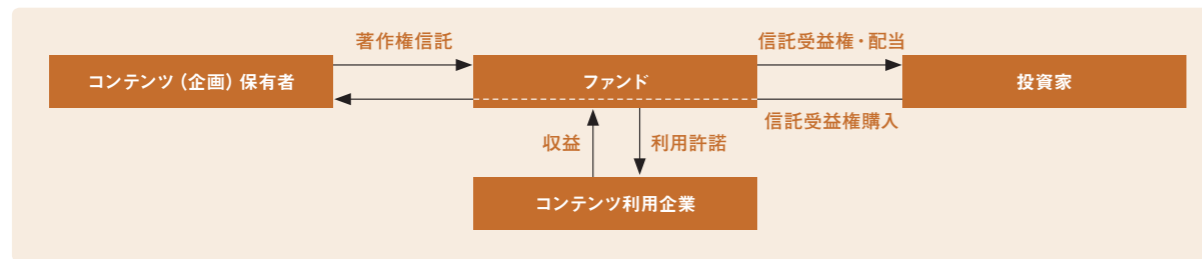 著作権信託
信託受益権・配当
コンテンツ（企画）保有者
ファンド
投資家
信託受益権購入
収益
利用許諾
コンテンツ利用企業